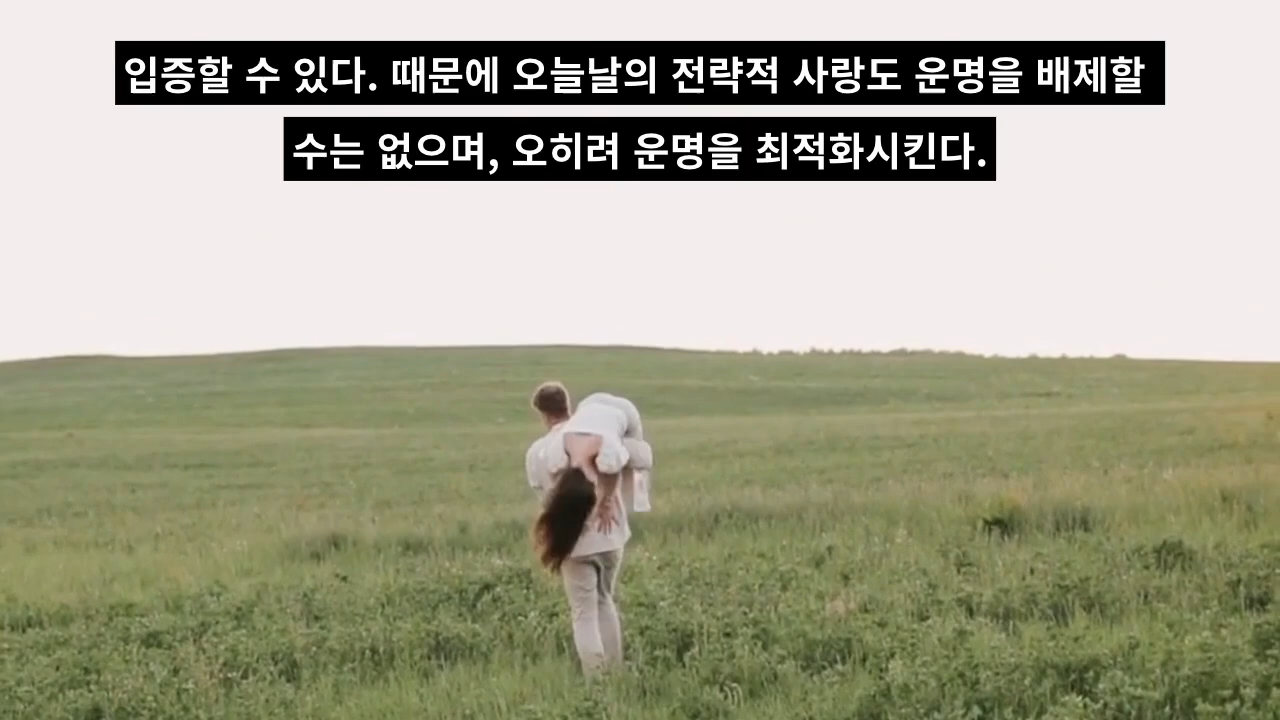 입증할 수 있다. 때문에 오늘날의 전략적 사랑도 운명을 배제할
수는 없으며, 오히려 운명을 최적화시킨다.